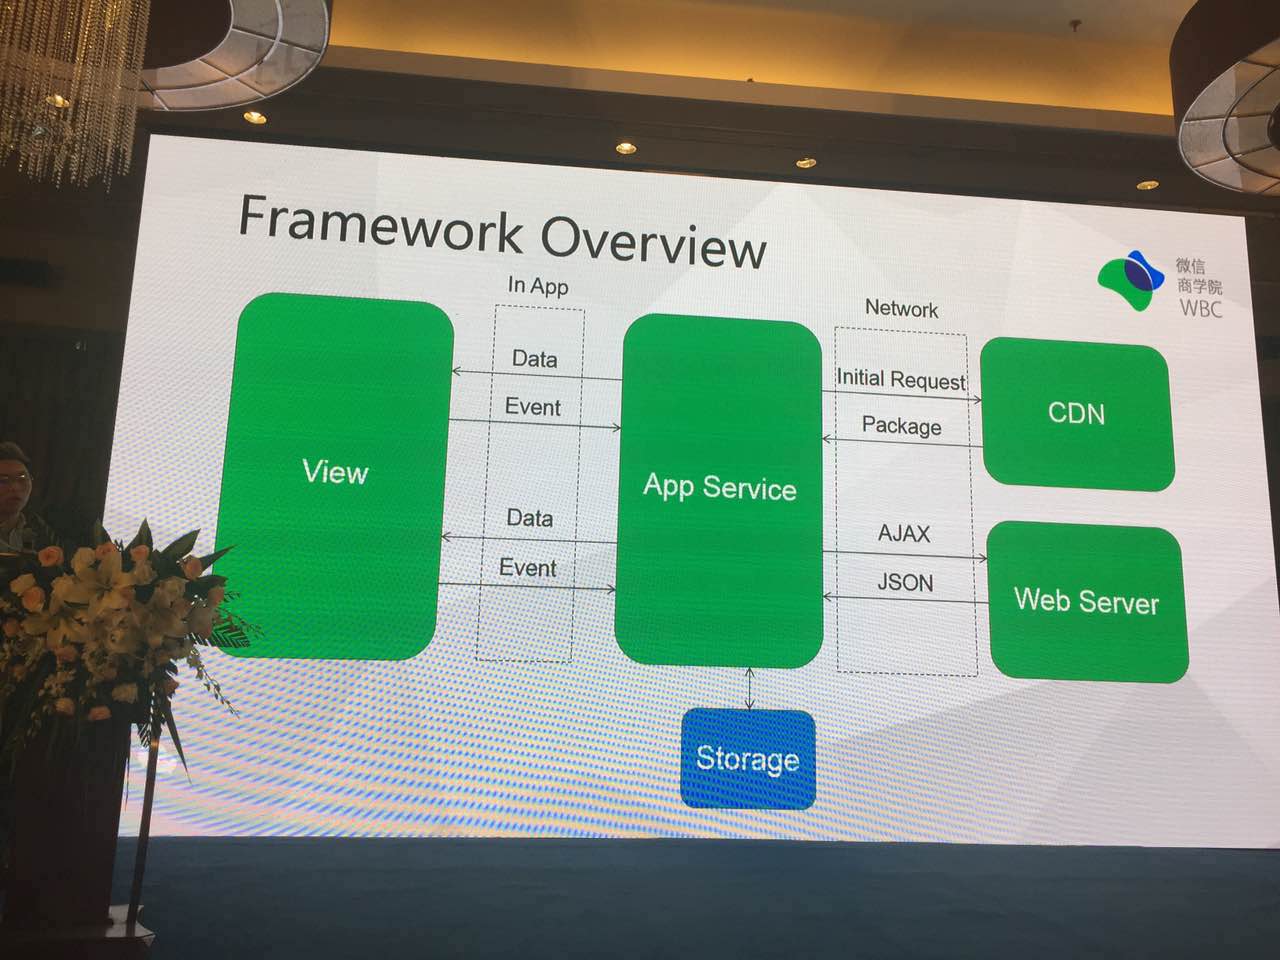 Framework Overview
微信
商学院
WBC
In App
Network
Data
Event
Data
Event
View
App Service
Initial Request
Package
AJAX
JSON
CDN
Web Server
Storage